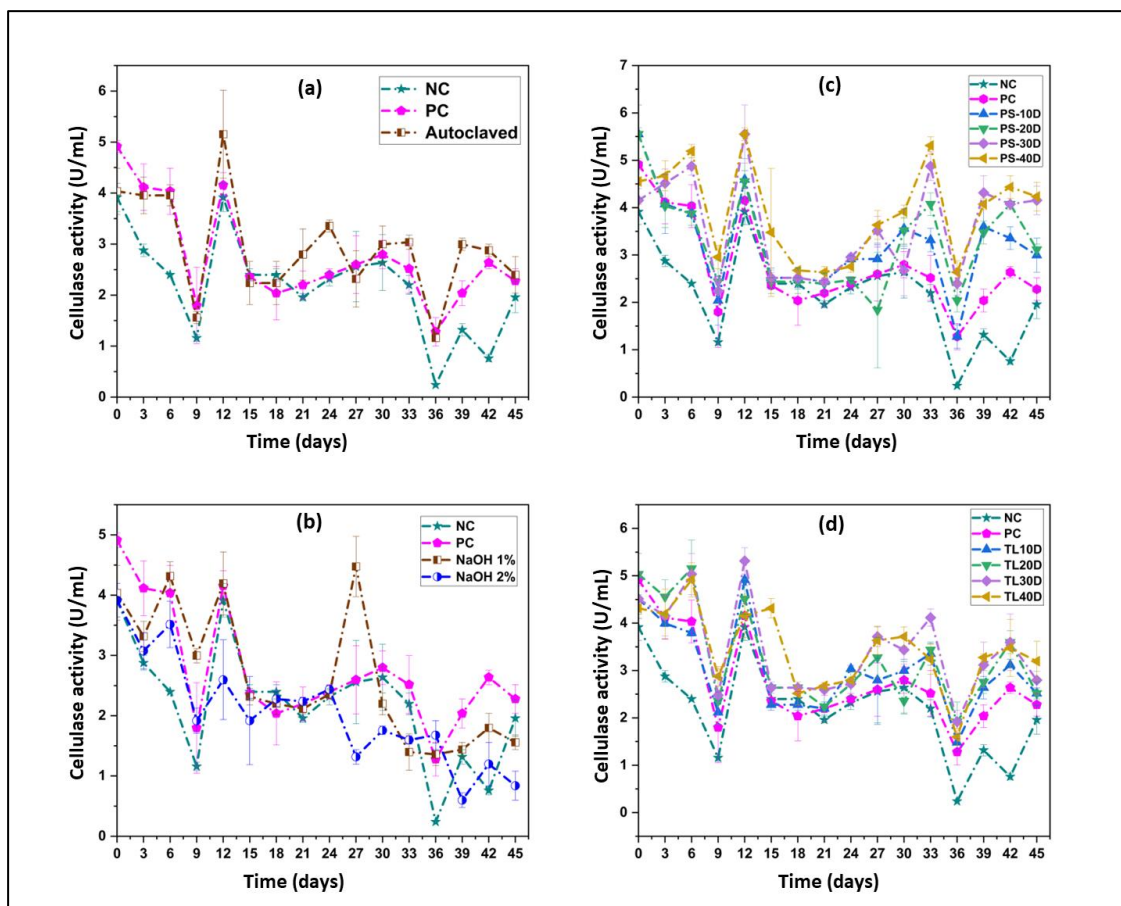 (a)
NC
PC
Autoclaved
Cellulase activity (U/mL)
6
5
4
3
2
1
0
0 3 6 9 12 15 18 21 24 27 30 33 36 39 42 45
Time (days)
(c)
NC
PC
PS-10D
PS-20D
PS-30D
PS-40D
Cellulase activity (U/mL)
7
6
5
4
3
2
1
0
0 3 6 9 12 15 18 21 24 27 30 33 36 39 42 45
Time (days)
(b)
NC
PC
NaOH 1%
NaOH 2%
Cellulase activity (U/mL)
5
4
3
2
1
0
0 3 6 9 12 15 18 21 24 27 30 33 36 39 42 45
Time (days)
(d)
NC
PC
TL10D
TL20D
TL30D
TL40D
Cellulase activity (U/mL)
6
5
4
3
2
1
0
0 3 6 9 12 15 18 21 24 27 30 33 36 39 42 45
Time (days)